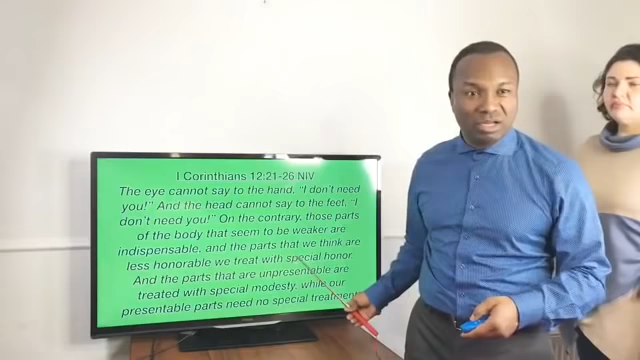 I Corinthians 12:21-26 NIV
The eye cannot say to the hand, "I don't need
you!" And the head cannot say to the feet, "I
don't need you!" On the contrary, those parts
of the body that seem to be weaker are
indispensable, and the parts that we think are
less honorable we treat with special honor.
And the parts that are unpresentable are
treated with special modesty, while our
presentable parts need no special treatment